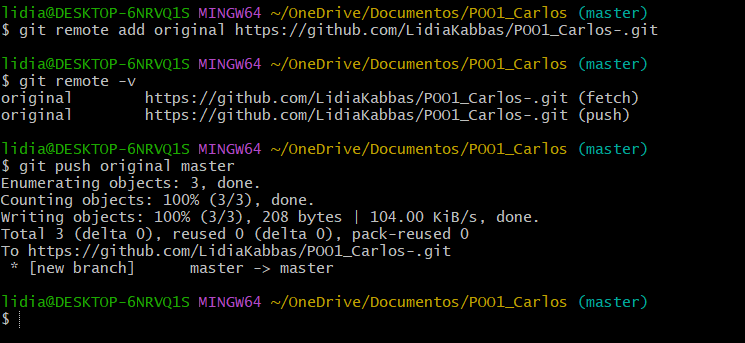 lidia@DESKTOP-6NRVQ1S MINGW64 ~/OneDrive/Documentos/POO1_Carlos (master)
$ git remote add original https://github.com/LidiaKabbas/POO1_Carlos-.git
lidia@DESKTOP-6NRVQ1S MINGW64 ~/OneDrive/Documentos/POO1_Carlos (master)
$ git remote -v
original        https://github.com/LidiaKabbas/POO1_Carlos-.git (fetch)
original        https://github.com/LidiaKabbas/POO1_Carlos-.git (push)
lidia@DESKTOP-6NRVQ1S MINGW64 ~/OneDrive/Documentos/POO1_Carlos (master)
$ git push original master
Enumerating objects: 3, done.
Counting objects: 100% (3/3), done.
Writing objects: 100% (3/3), 208 bytes | 104.00 KiB/s, done.
Total 3 (delta 0), reused 0 (delta 0), pack-reused 0
To https://github.com/LidiaKabbas/POO1_Carlos-.git
 * [new branch]      master -> master
lidia@DESKTOP-6NRVQ1S MINGW64 ~/OneDrive/Documentos/POO1_Carlos (master)
$